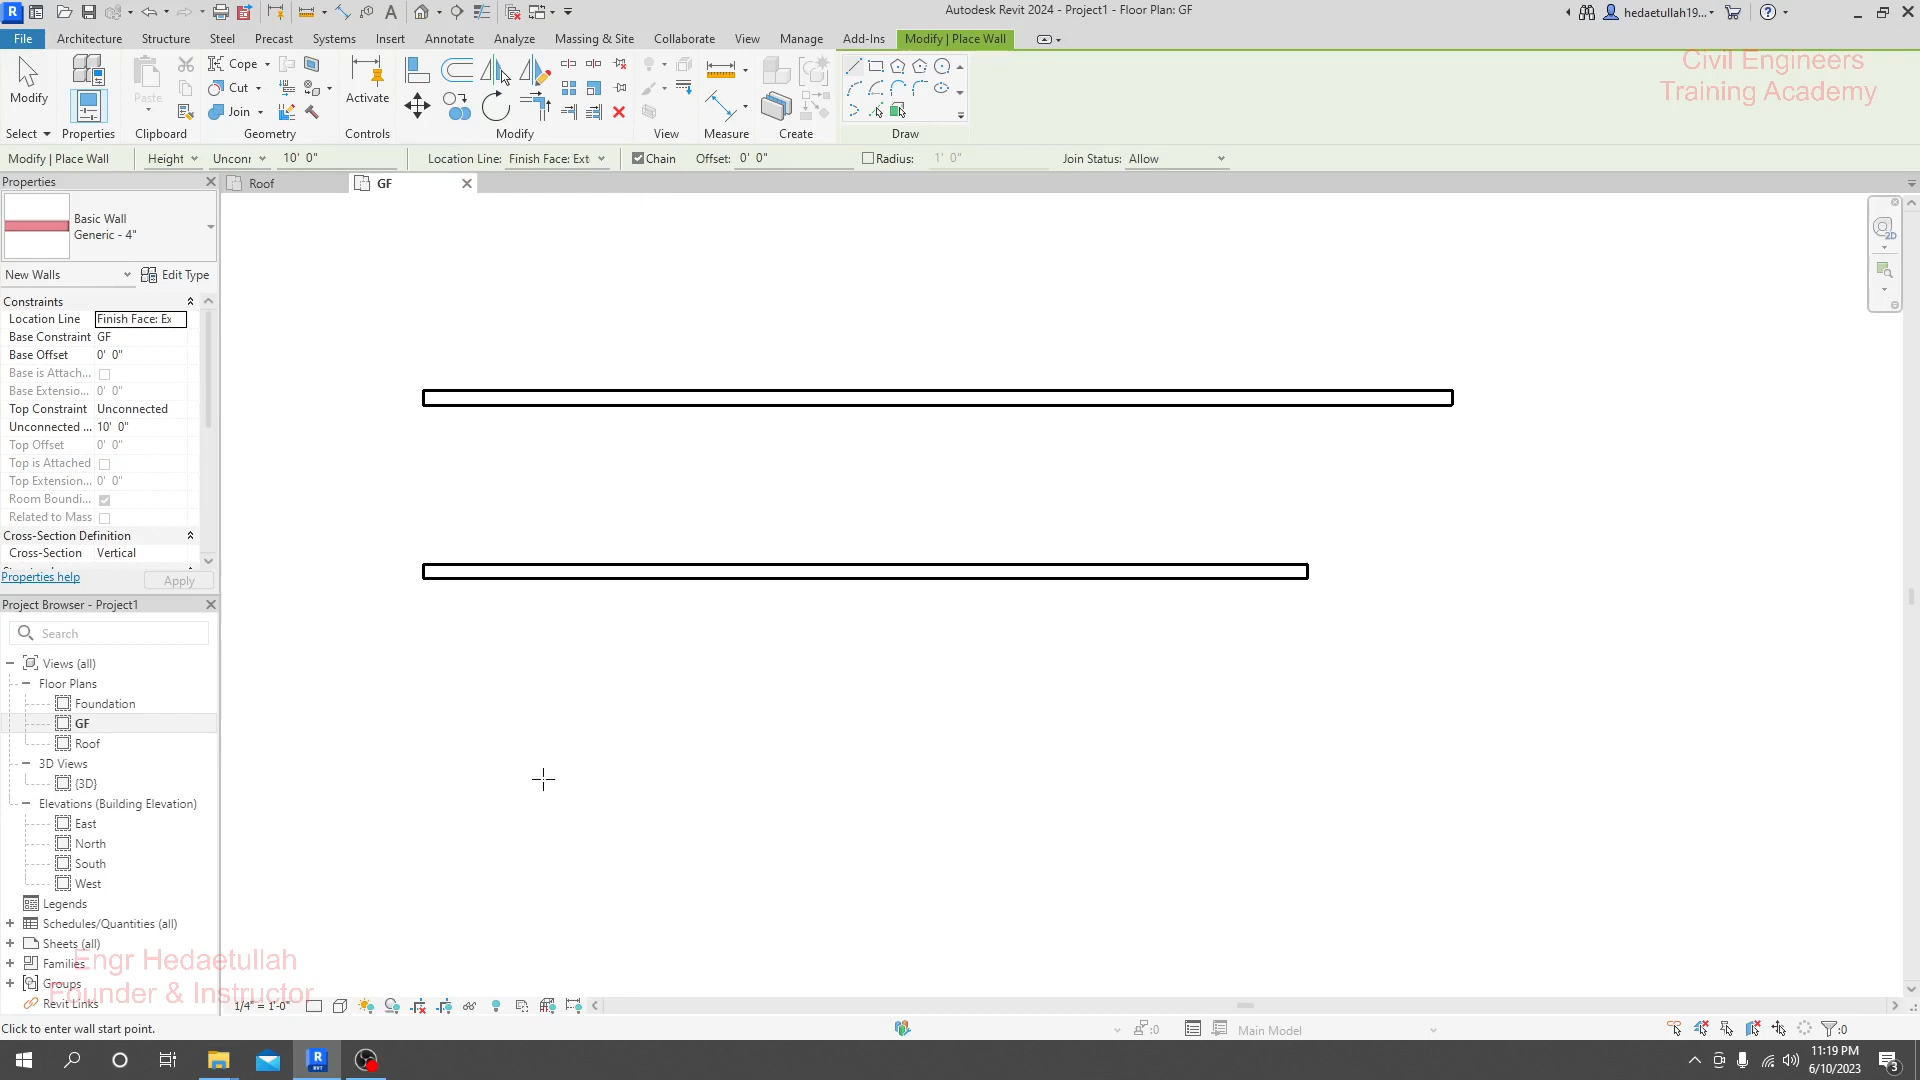 Autodesk Revit 2024 - Project1 - Floor Plan: GF
hedaetullah19...
File Architecture Structure Steel Precast Systems Insert Annotate Analyze Massing & Site Collaborate View Manage Add-Ins Modify | Place Wall
Civil Engineers
Training Academy
Modify
Properties
Paste
Cope
Cut
Join
Activate
Select Properties Clipboard Geometry Controls Modify View Measure Create Draw
Modify | Place Wall Height Unconr 10' 0" Location Line: Finish Face: Ext Chain Offset: 0' 0" Radius: 1' 0" Join Status: Allow
Properties
Roof
GF
Basic Wall
Generic - 4"
New Walls Edit Type
Constraints
Location Line Finish Face: Ex
Base Constraint GF
Base Offset 0' 0"
Base is Attach...
Base Extensio... 0' 0"
Top Constraint Unconnected
Unconnected ... 10' 0"
Top Offset 0' 0"
Top is Attached
Top Extension... 0' 0"
Room Boundi...
Related to Mass
Cross-Section Definition
Cross-Section Vertical
Properties help Apply
Project Browser - Project1
Search
Views (all)
Floor Plans
Foundation
GF
Roof
3D Views
{3D}
Elevations (Building Elevation)
East
North
South
West
Legends
Schedules/Quantities (all)
Sheets (all)
Families
Groups
Revit Links
Engr Hedaetullah
Founder & Instructor
1/4" = 1'-0"
Click to enter wall start point.
:0
Main Model
:0
11:19 PM
6/10/2023
3